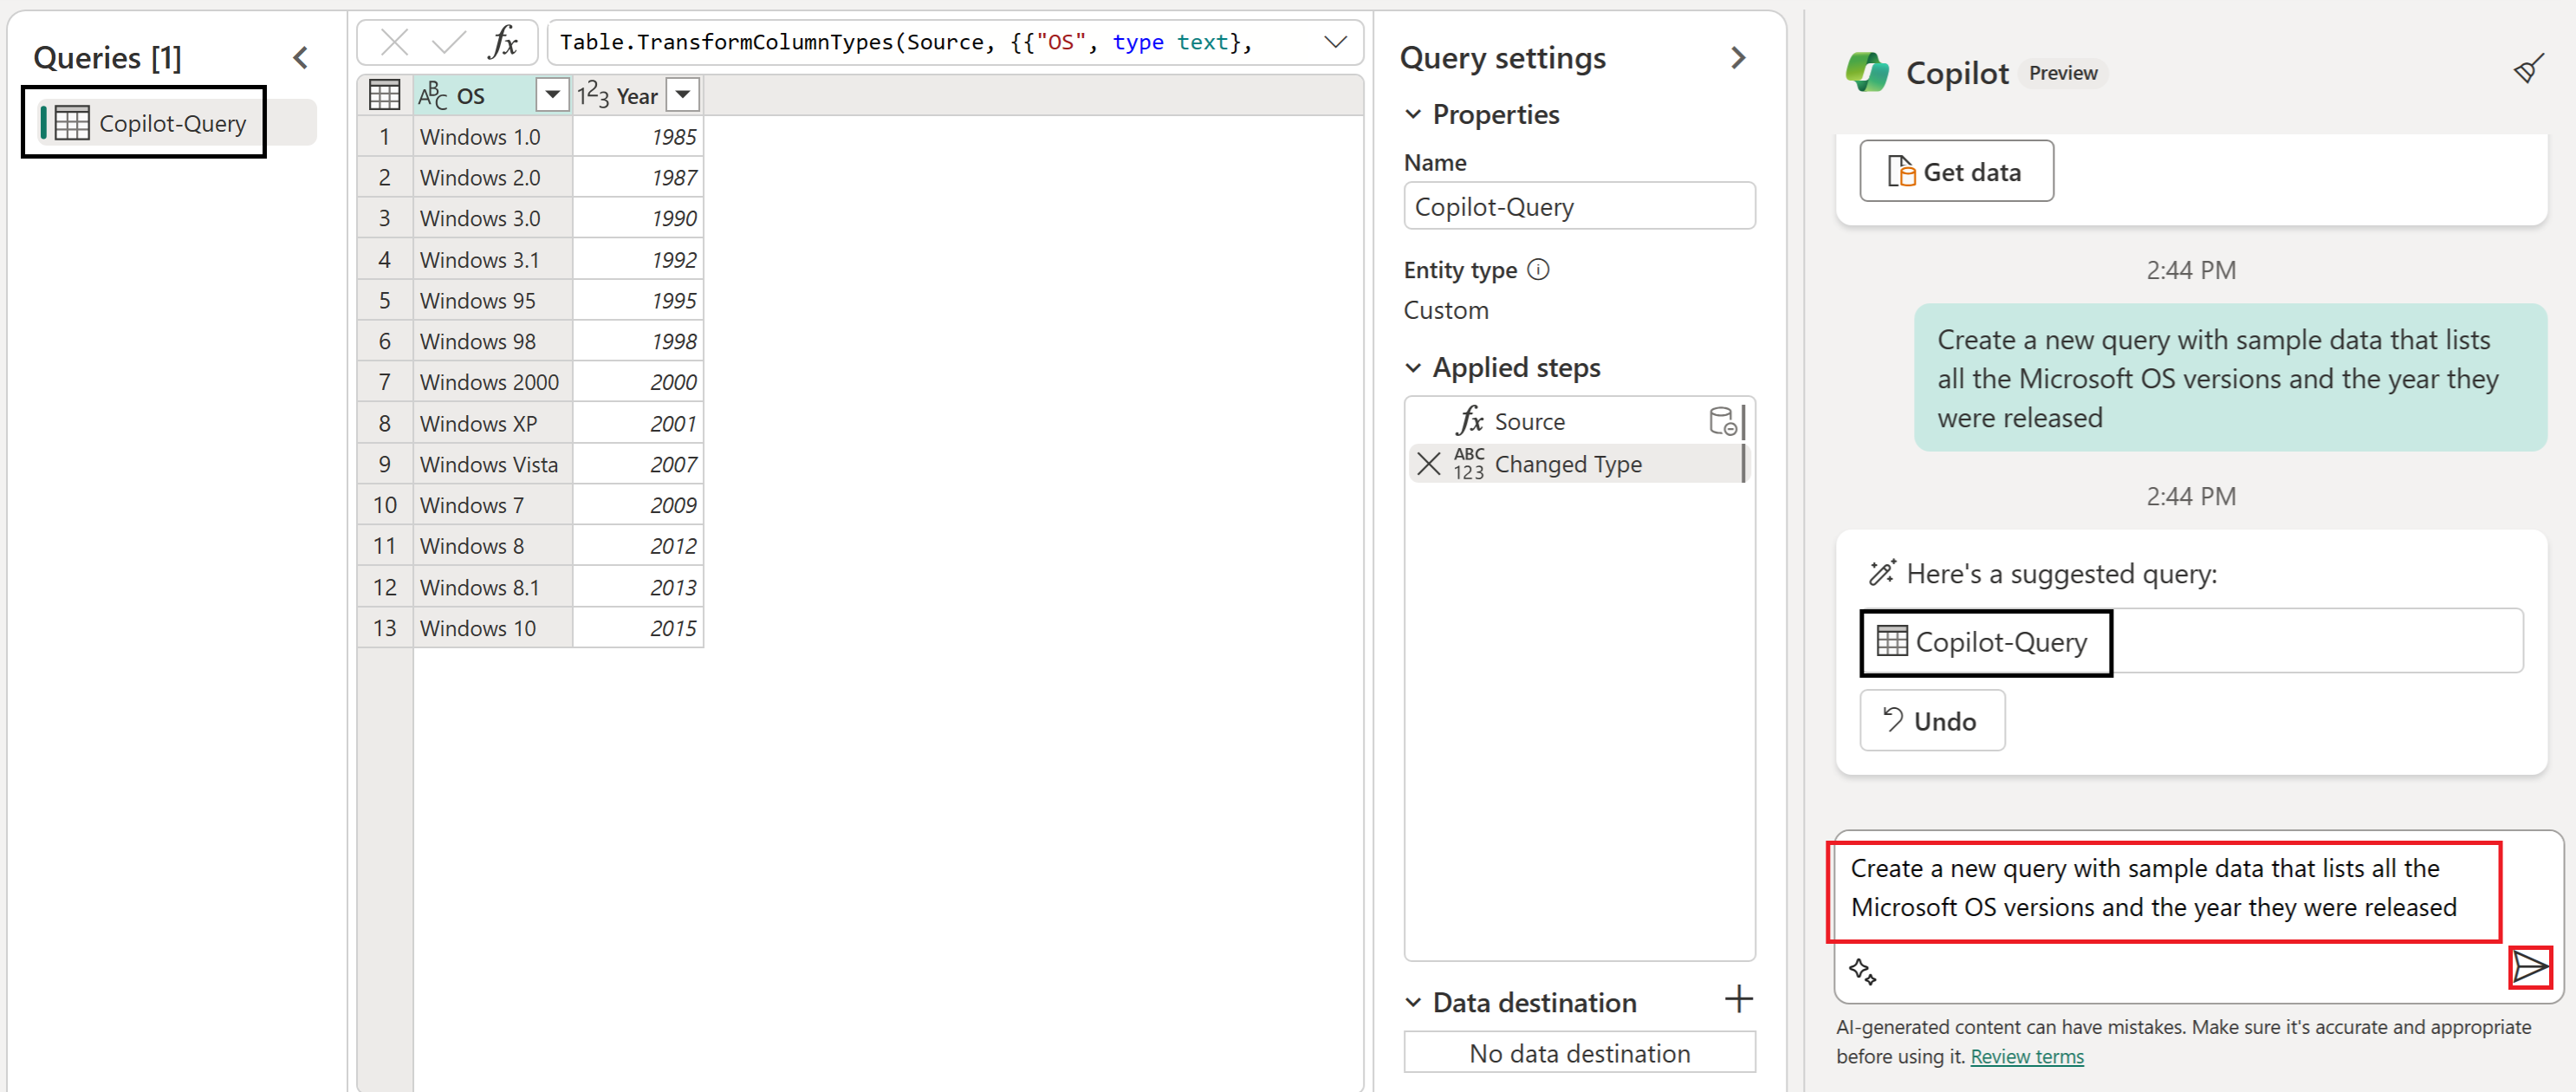 Queries [1]
Copilot-Query
fx
Table.TransformColumnTypes(Source, {{"OS", type text},
ABC OS
123 Year
1 Windows 1.0 1985
2 Windows 2.0 1987
3 Windows 3.0 1990
4 Windows 3.1 1992
5 Windows 95 1995
6 Windows 98 1998
7 Windows 2000 2000
8 Windows XP 2001
9 Windows Vista 2007
10 Windows 7 2009
11 Windows 8 2012
12 Windows 8.1 2013
13 Windows 10 2015
Query settings
Properties
Name
Copilot-Query
Entity type
Custom
Applied steps
fx Source
ABC
123 Changed Type
Data destination
No data destination
Copilot Preview
Get data
2:44 PM
Create a new query with sample data that lists
all the Microsoft OS versions and the year they
were released
2:44 PM
Here's a suggested query:
Copilot-Query
Undo
Create a new query with sample data that lists all the
Microsoft OS versions and the year they were released
AI-generated content can have mistakes. Make sure it's accurate and appropriate
before using it. Review terms